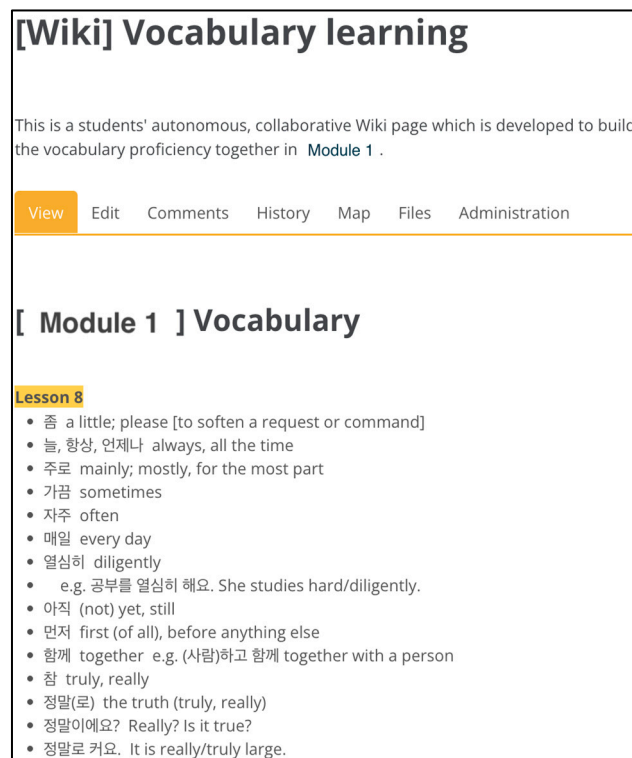 [Wiki] Vocabulary learning
This is a students' autonomous, collaborative Wiki page which is developed to build
the vocabulary proficiency together in Module 1 .
View Edit Comments History Map Files Administration
[ Module 1 ] Vocabulary
Lesson 8
• 좀 a little; please [to soften a request or command]
• 늘, 항상, 언제나 always, all the time
• 주로 mainly; mostly, for the most part
• 가끔 sometimes
• 자주 often
• 매일 every day
• 열심히 diligently
• e.g. 공부를 열심히 해요. She studies hard/diligently.
• 아직 (not) yet, still
• 먼저 first (of all), before anything else
• 함께 together e.g. (사람)하고 함께 together with a person
• 참 truly, really
• 정말(로) the truth (truly, really)
• 정말이에요? Really? Is it true?
• 정말로 커요. It is really/truly large.